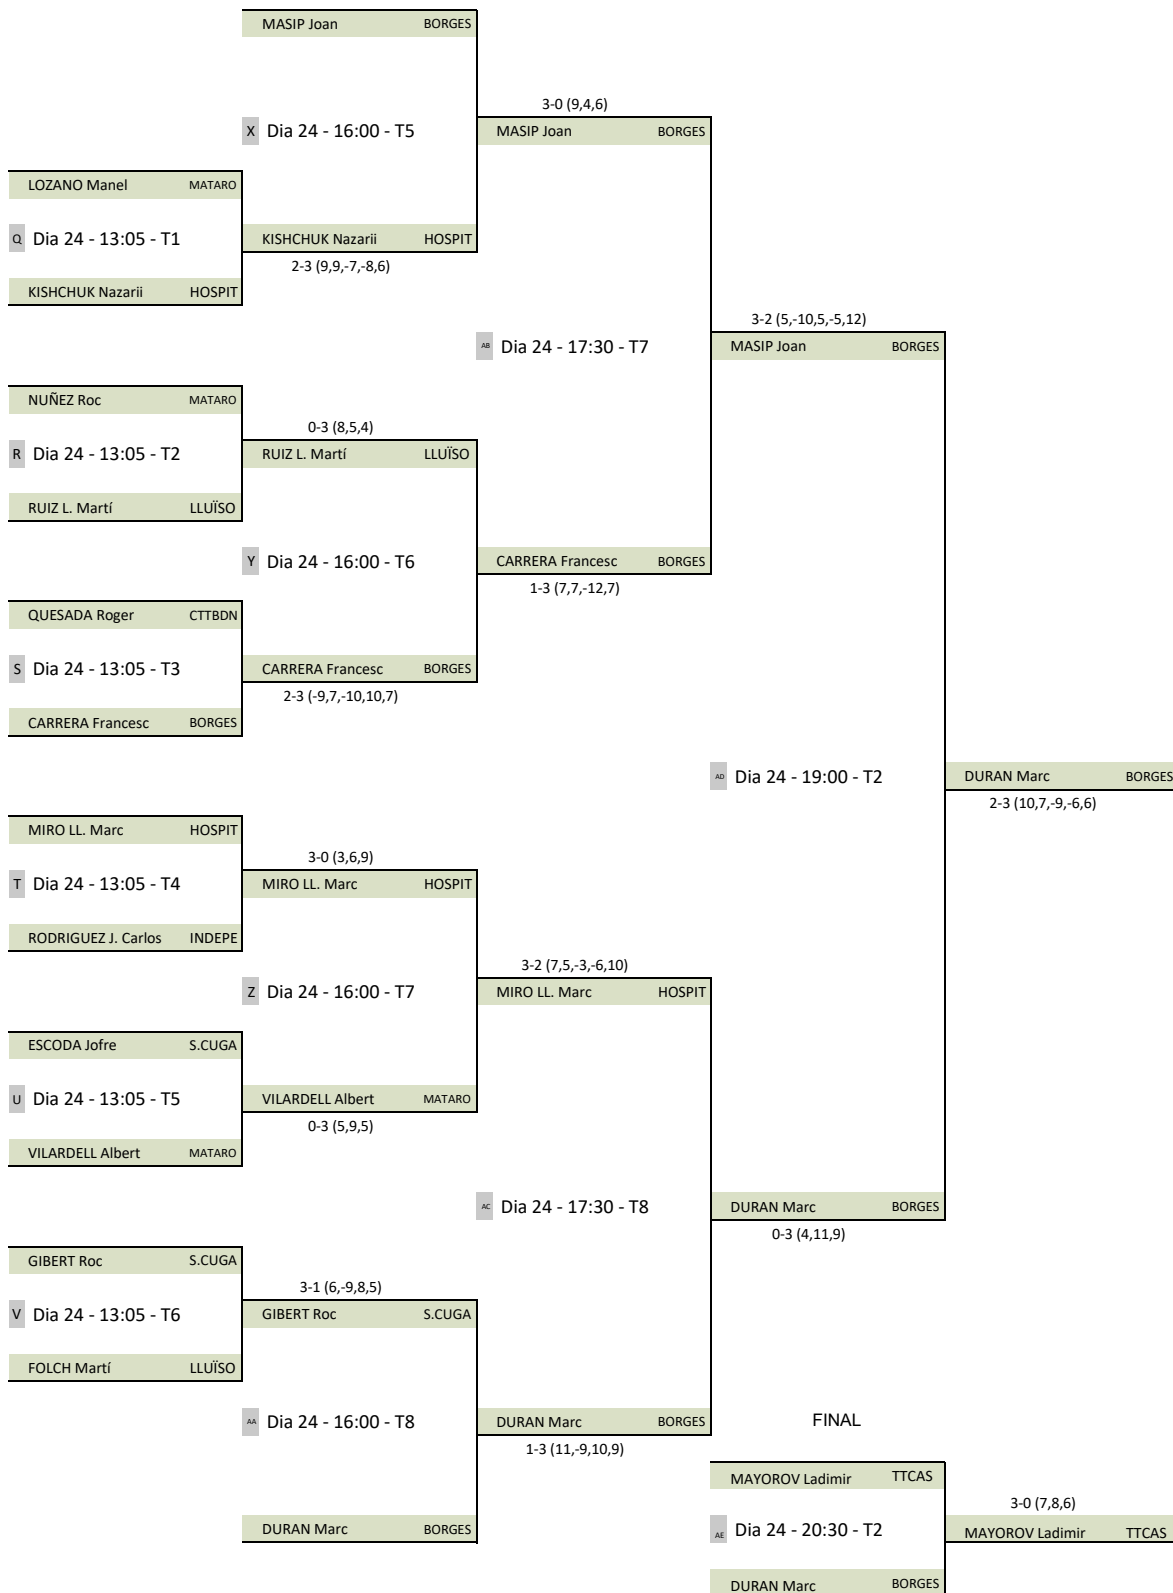 MASIP Joan BORGES
3-0 (9,4,6)
X Dia 24 - 16:00 - T5
MASIP Joan BORGES
LOZANO Manel MATARO
Q Dia 24 - 13:05 - T1
KISHCHUK Nazarii HOSPIT
2-3 (9,9,-7,-8,6)
KISHCHUK Nazarii HOSPIT
3-2 (5,-10,5,-5,12)
AB Dia 24 - 17:30 - T7
MASIP Joan BORGES
NUÑEZ Roc MATARO
0-3 (8,5,4)
R Dia 24 - 13:05 - T2
RUIZ L. Martí LLUÏSO
RUIZ L. Martí LLUÏSO
Y Dia 24 - 16:00 - T6
CARRERA Francesc BORGES
1-3 (7,7,-12,7)
QUESADA Roger CTTBDN
S Dia 24 - 13:05 - T3
CARRERA Francesc BORGES
2-3 (-9,7,-10,10,7)
CARRERA Francesc BORGES
AD Dia 24 - 19:00 - T2
DURAN Marc BORGES
2-3 (10,7,-9,-6,6)
MIRO LL. Marc HOSPIT
3-0 (3,6,9)
T Dia 24 - 13:05 - T4
MIRO LL. Marc HOSPIT
RODRIGUEZ J. Carlos INDEPE
3-2 (7,5,-3,-6,10)
Z Dia 24 - 16:00 - T7
MIRO LL. Marc HOSPIT
ESCODA Jofre S.CUGA
U Dia 24 - 13:05 - T5
VILARDELL Albert MATARO
0-3 (5,9,5)
VILARDELL Albert MATARO
AC Dia 24 - 17:30 - T8
DURAN Marc BORGES
0-3 (4,11,9)
GIBERT Roc S.CUGA
3-1 (6,-9,8,5)
V Dia 24 - 13:05 - T6
GIBERT Roc S.CUGA
FOLCH Martí LLUÏSO
AA Dia 24 - 16:00 - T8
DURAN Marc BORGES
1-3 (11,-9,10,9)
FINAL
MAYOROV Ladimir TTCAS
3-0 (7,8,6)
DURAN Marc BORGES
AE Dia 24 - 20:30 - T2
MAYOROV Ladimir TTCAS
DURAN Marc BORGES